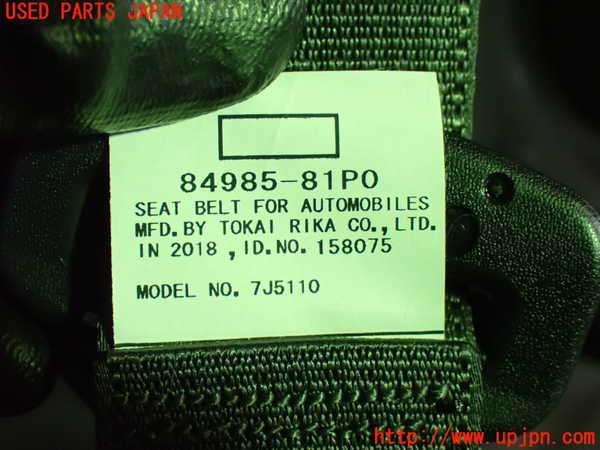 USED PARTS JAPAN
84985-81P0
SEAT BELT FOR AUTOMOBILES
MFD. BY TOKAI RIKA CO., LTD.
IN 2018 , ID. NO. 158075
MODEL NO. 7J5110
http://www.upjpn.com/